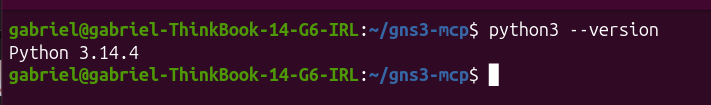 gabriel@gabriel-ThinkBook-14-G6-IRL:~/gns3-mcp$ python3 --version
Python 3.14.4
gabriel@gabriel-ThinkBook-14-G6-IRL:~/gns3-mcp$